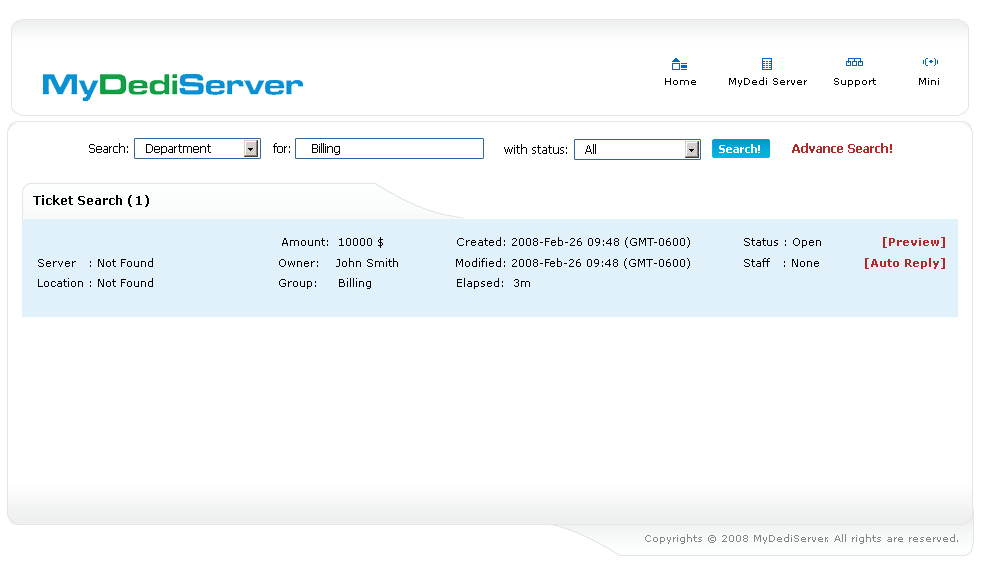 MyDediServer
Home MyDedi Server Support Mini
Search: Department for: Billing with status: All Search! Advance Search!
Ticket Search (1)
Amount: 10000 $ Created: 2008-Feb-26 09:48 (GMT-0600) Status : Open [Preview]
Server : Not Found Owner: John Smith Modified: 2008-Feb-26 09:48 (GMT-0600) Staff : None [Auto Reply]
Location : Not Found Group: Billing Elapsed: 3m
Copyrights © 2008 MyDediServer. All rights are reserved.